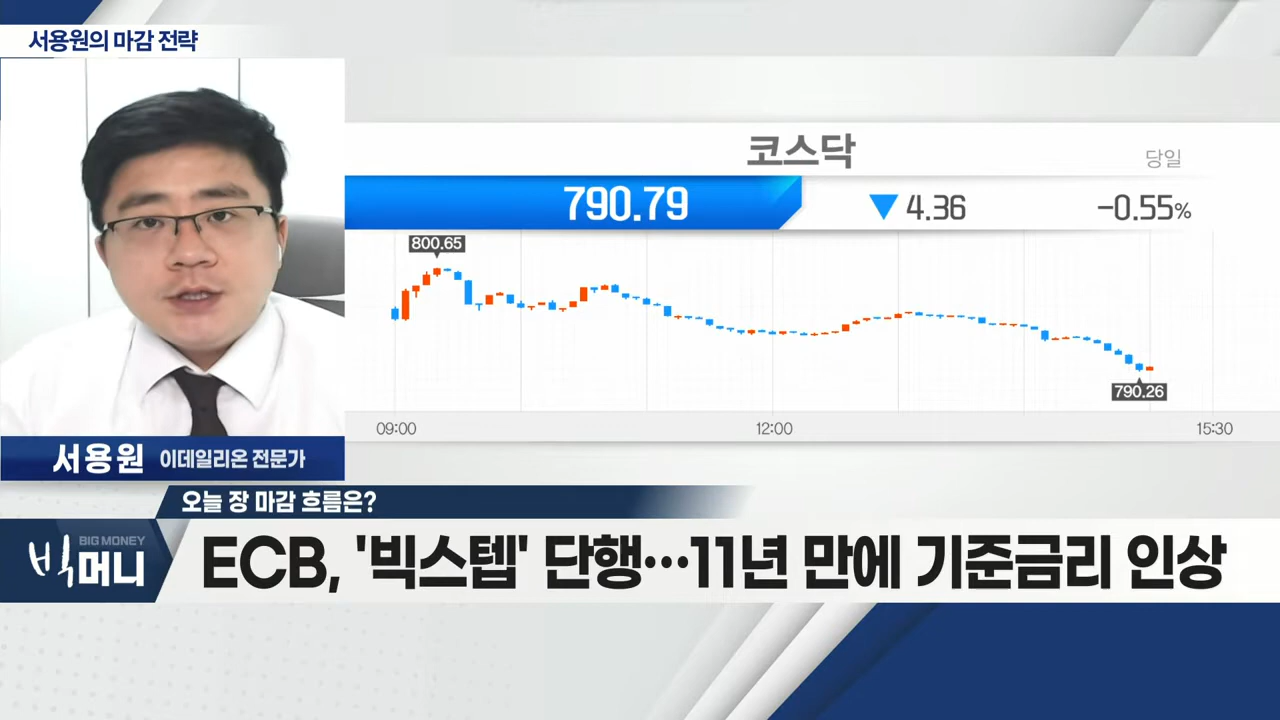 서용원의 마감 전략
코스닥
당일
790.79 ▼ 4.36 -0.55%
800.65
790.26
09:00 12:00 15:30
서용원 이데일리온 전문가
오늘 장 마감 흐름은?
BIG MONEY
빅머니
ECB, '빅스텝' 단행…11년 만에 기준금리 인상